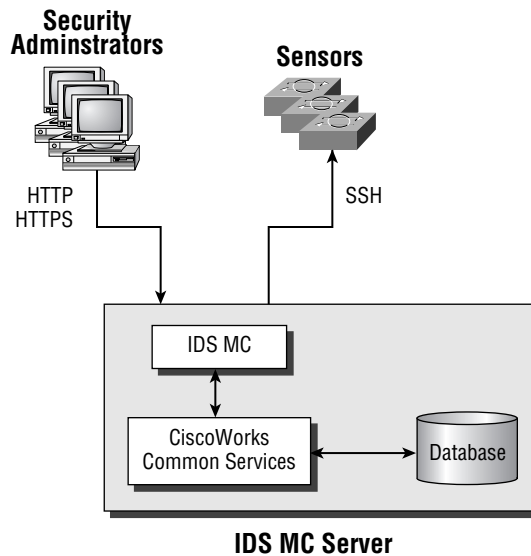 Security
Adminstrators
Sensors
HTTP
HTTPS
SSH
IDS MC
CiscoWorks
Common Services
Database
IDS MC Server